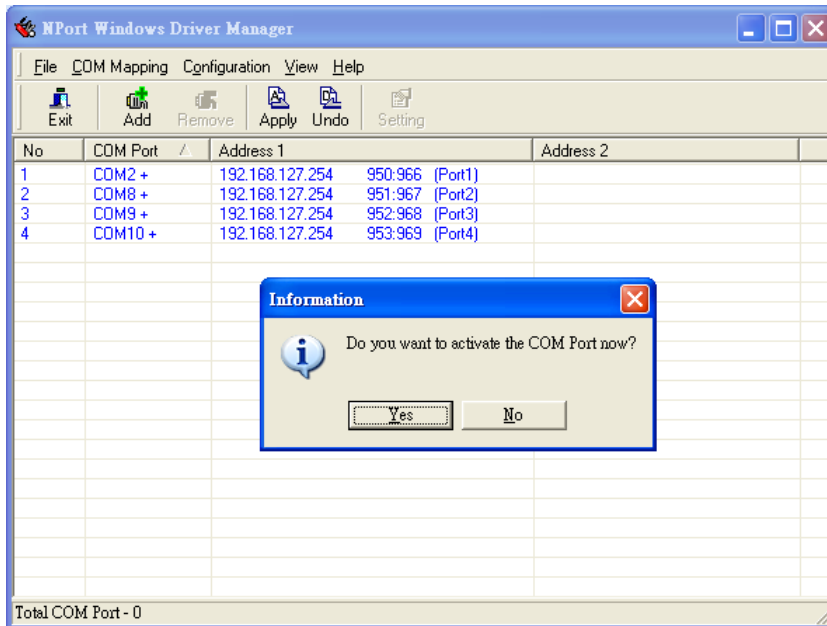 NPort Windows Driver Manager
File COM Mapping Configuration View Help
Exit Add Remove Apply Undo Setting
No COM Port Address 1 Address 2
1 COM2 + 192.168.127.254 950:966 (Port1)
2 COM8 + 192.168.127.254 951:967 (Port2)
3 COM9 + 192.168.127.254 952:968 (Port3)
4 COM10 + 192.168.127.254 953:969 (Port4)
Information
Do you want to activate the COM Port now?
Yes No
Total COM Port - 0